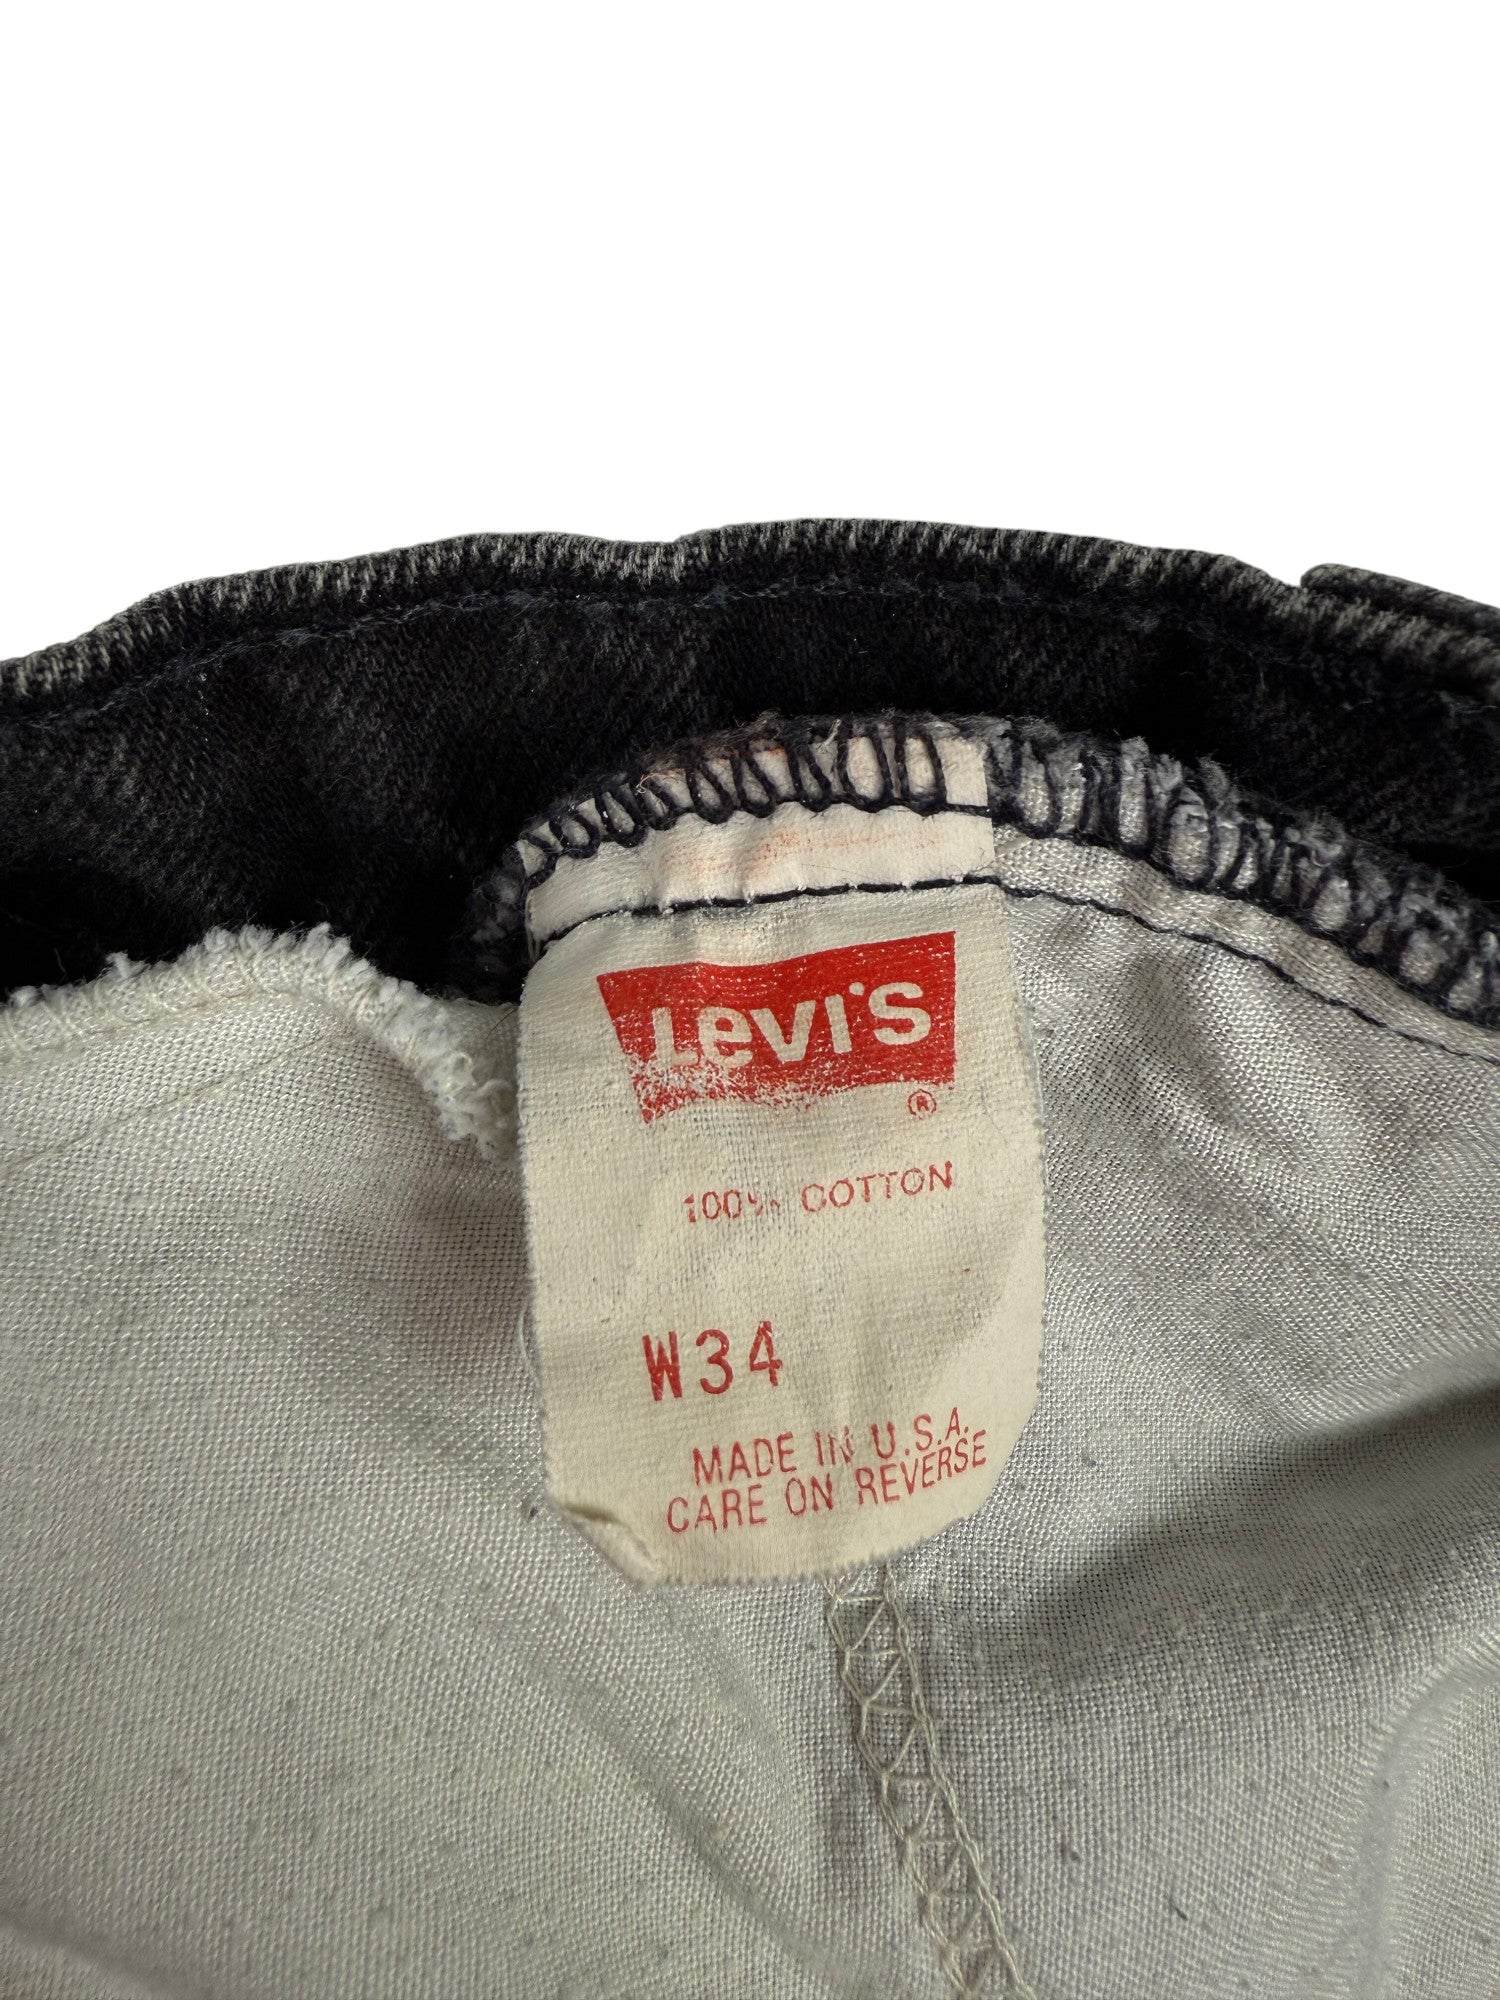 Levi's
®
100% COTTON
W34
MADE IN U.S.A.
CARE ON REVERSE